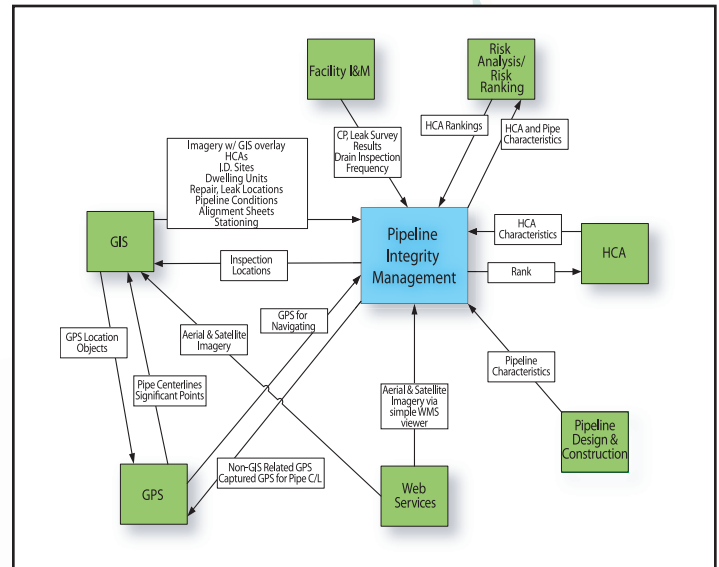 Facility I&M
Risk
Analysis/
Risk
Ranking
HCA Rankings
HCA and Pipe
Characteristics
CP, Leak Survey
Results
Drain Inspection
Frequency
Imagery w/ GIS overlay
HCAs
I.D. Sites
Dwelling Units
Repair, Leak Locations
Pipeline Conditions
Alignment Sheets
Stationing
GIS
Pipeline
Integrity
Management
HCA
Characteristics
HCA
Inspection
Locations
Rank
GPS Location
Objects
Aerial & Satellite
Imagery
GPS for
Navigating
Pipe Centerlines
Significant Points
Aerial & Satellite
Imagery via
simple WMS
viewer
Pipeline
Characteristics
Pipeline
Design &
Construction
Non-GIS Related GPS
Captured GPS for Pipe C/L
GPS
Web
Services